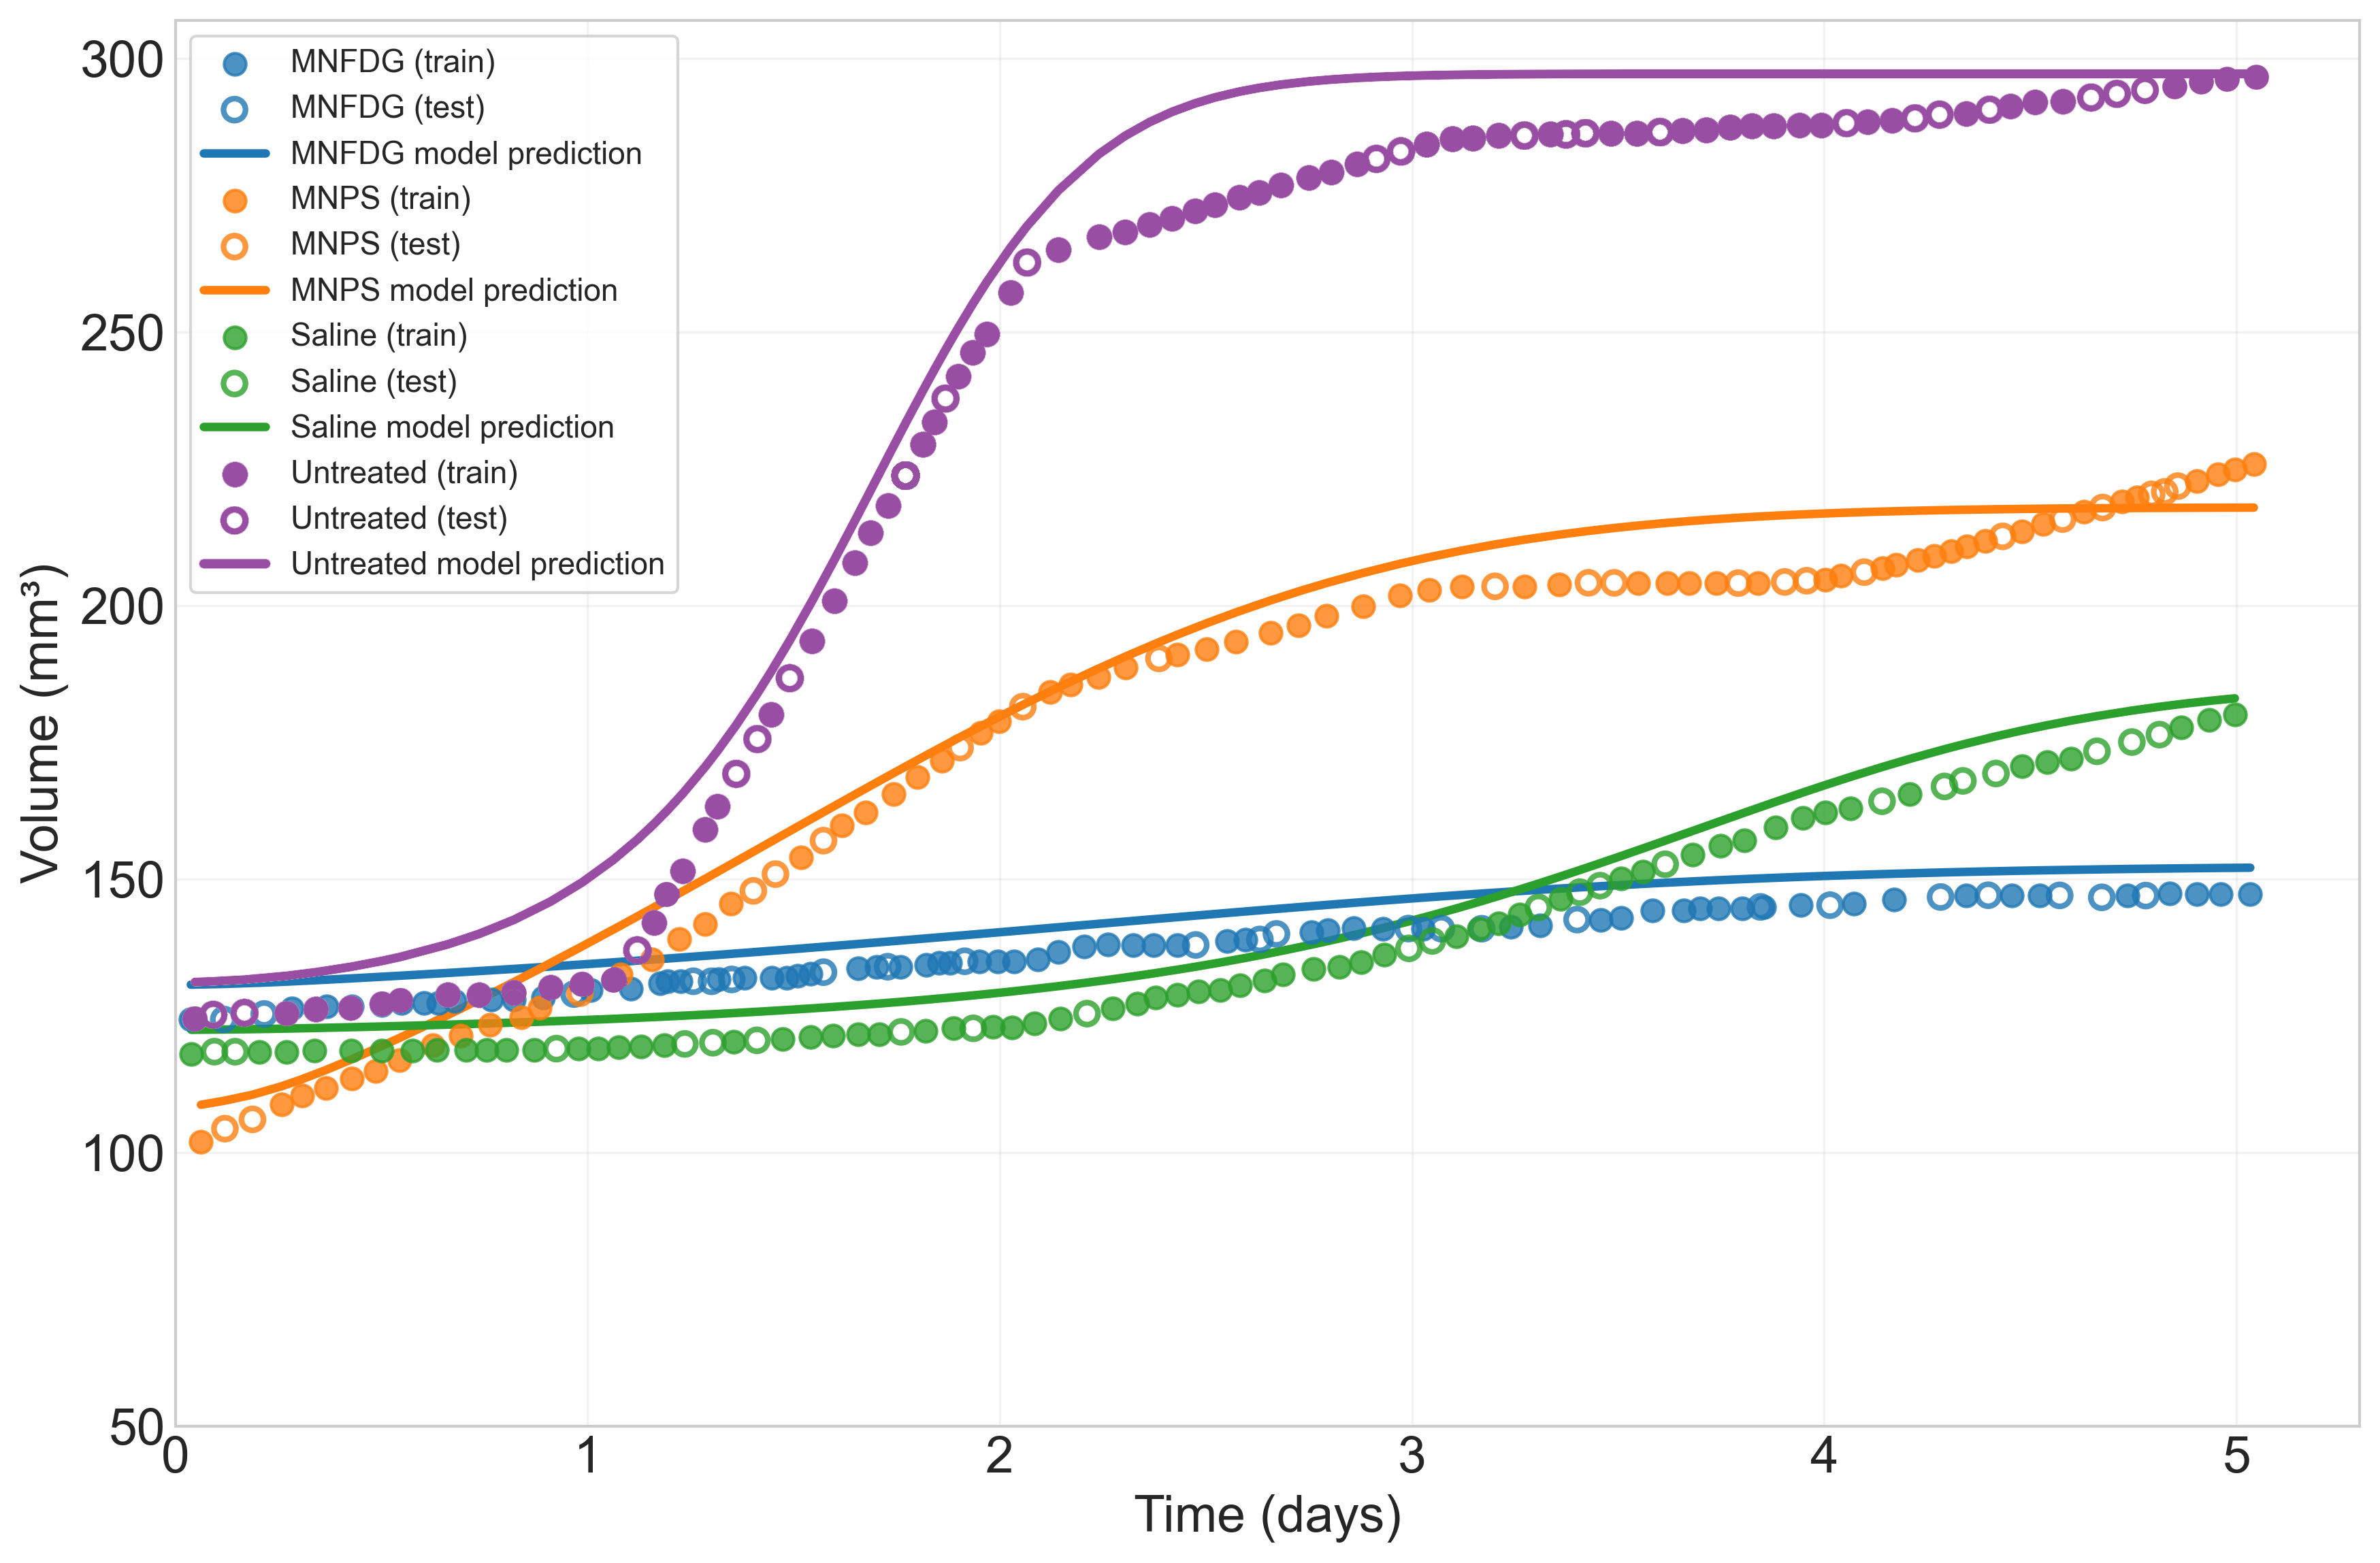 MNFDG (train)
MNFDG (test)
MNFDG model prediction
MNPS (train)
MNPS (test)
MNPS model prediction
Saline (train)
Saline (test)
Saline model prediction
Untreated (train)
Untreated (test)
Untreated model prediction
300
250
200
150
100
50
Volume (mm³)
0 1 2 3 4 5
Time (days)